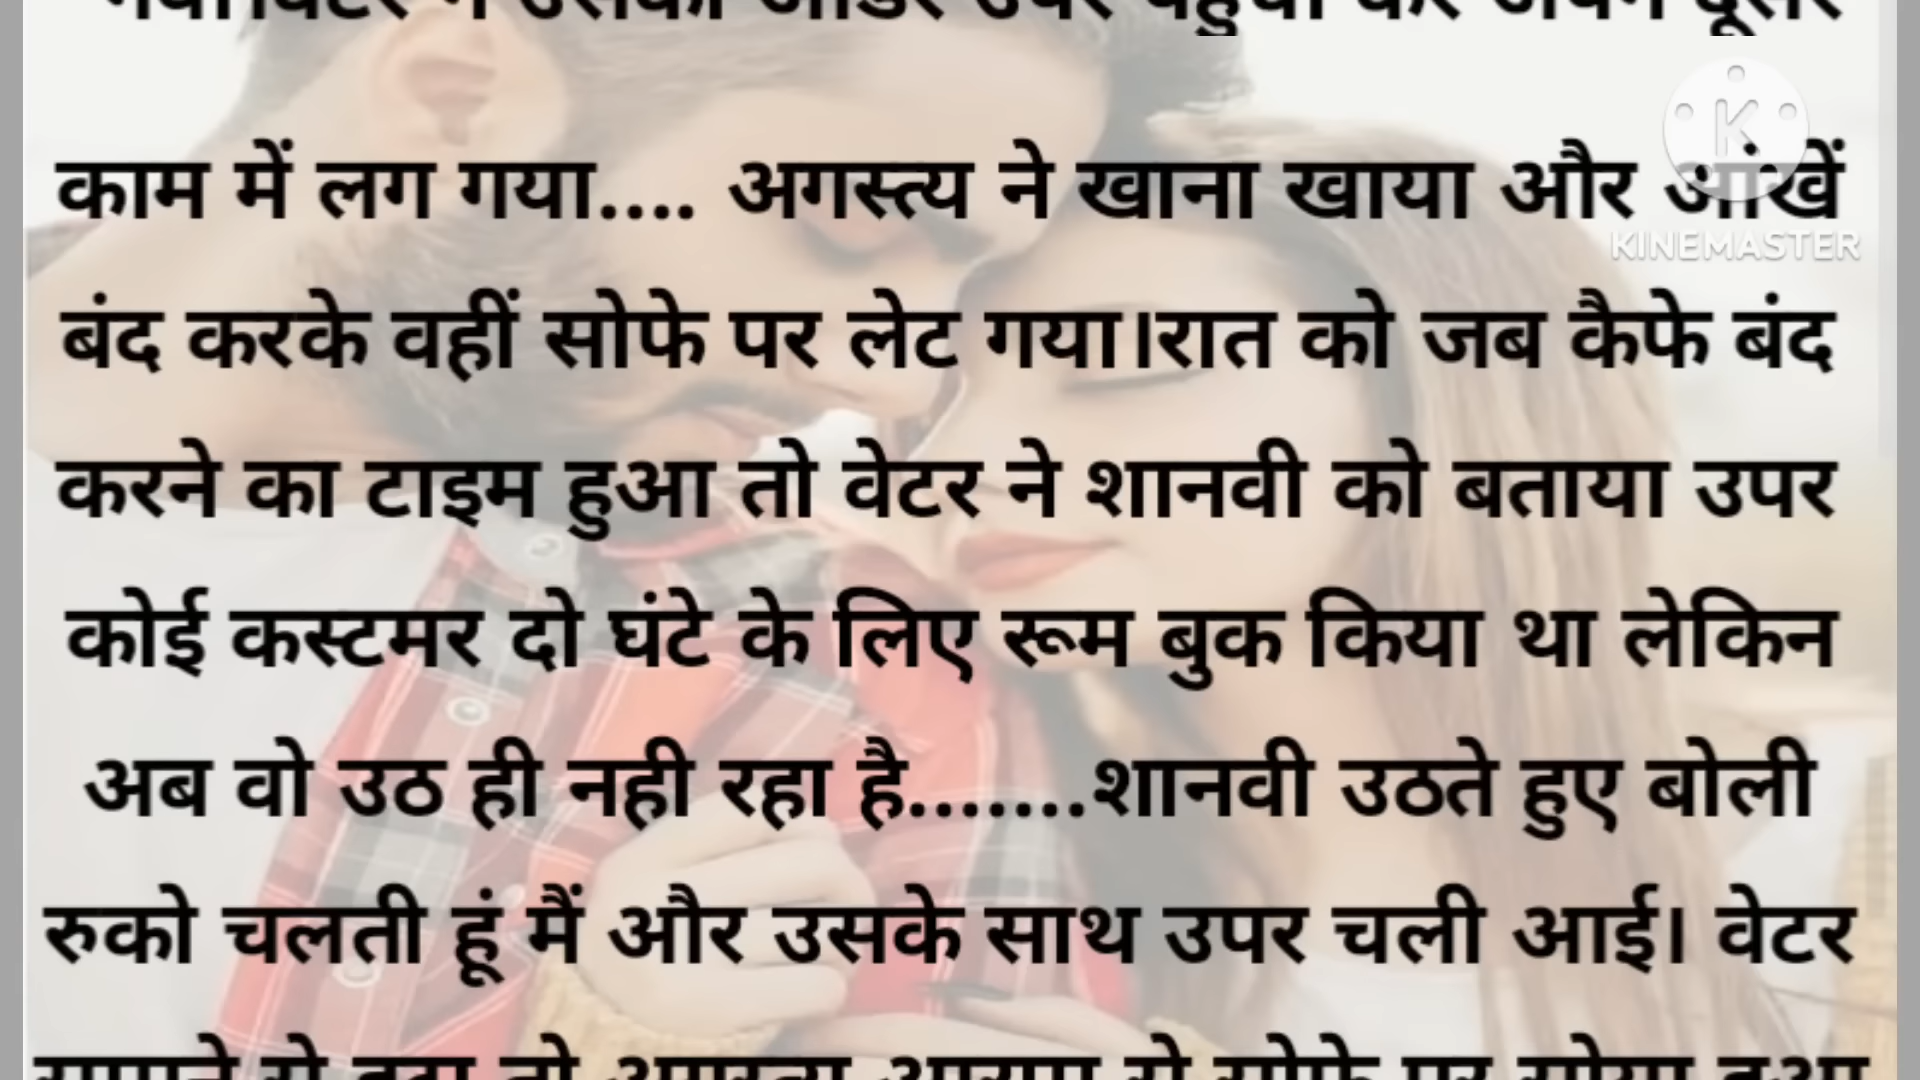 काम में लग गया.... अगस्त्य ने खाना खाया और आंखें
KINEMASTER
बंद करके वहीं सोफे पर लेट गया।रात को जब कैफे बंद
करने का टाइम हुआ तो वेटर ने शानवी को बताया उपर
कोई कस्टमर दो घंटे के लिए रूम बुक किया था लेकिन
अब वो उठ ही नही रहा है.......शानवी उठते हुए बोली
रुको चलती हूं मैं और उसके साथ उपर चली आई। वेटर